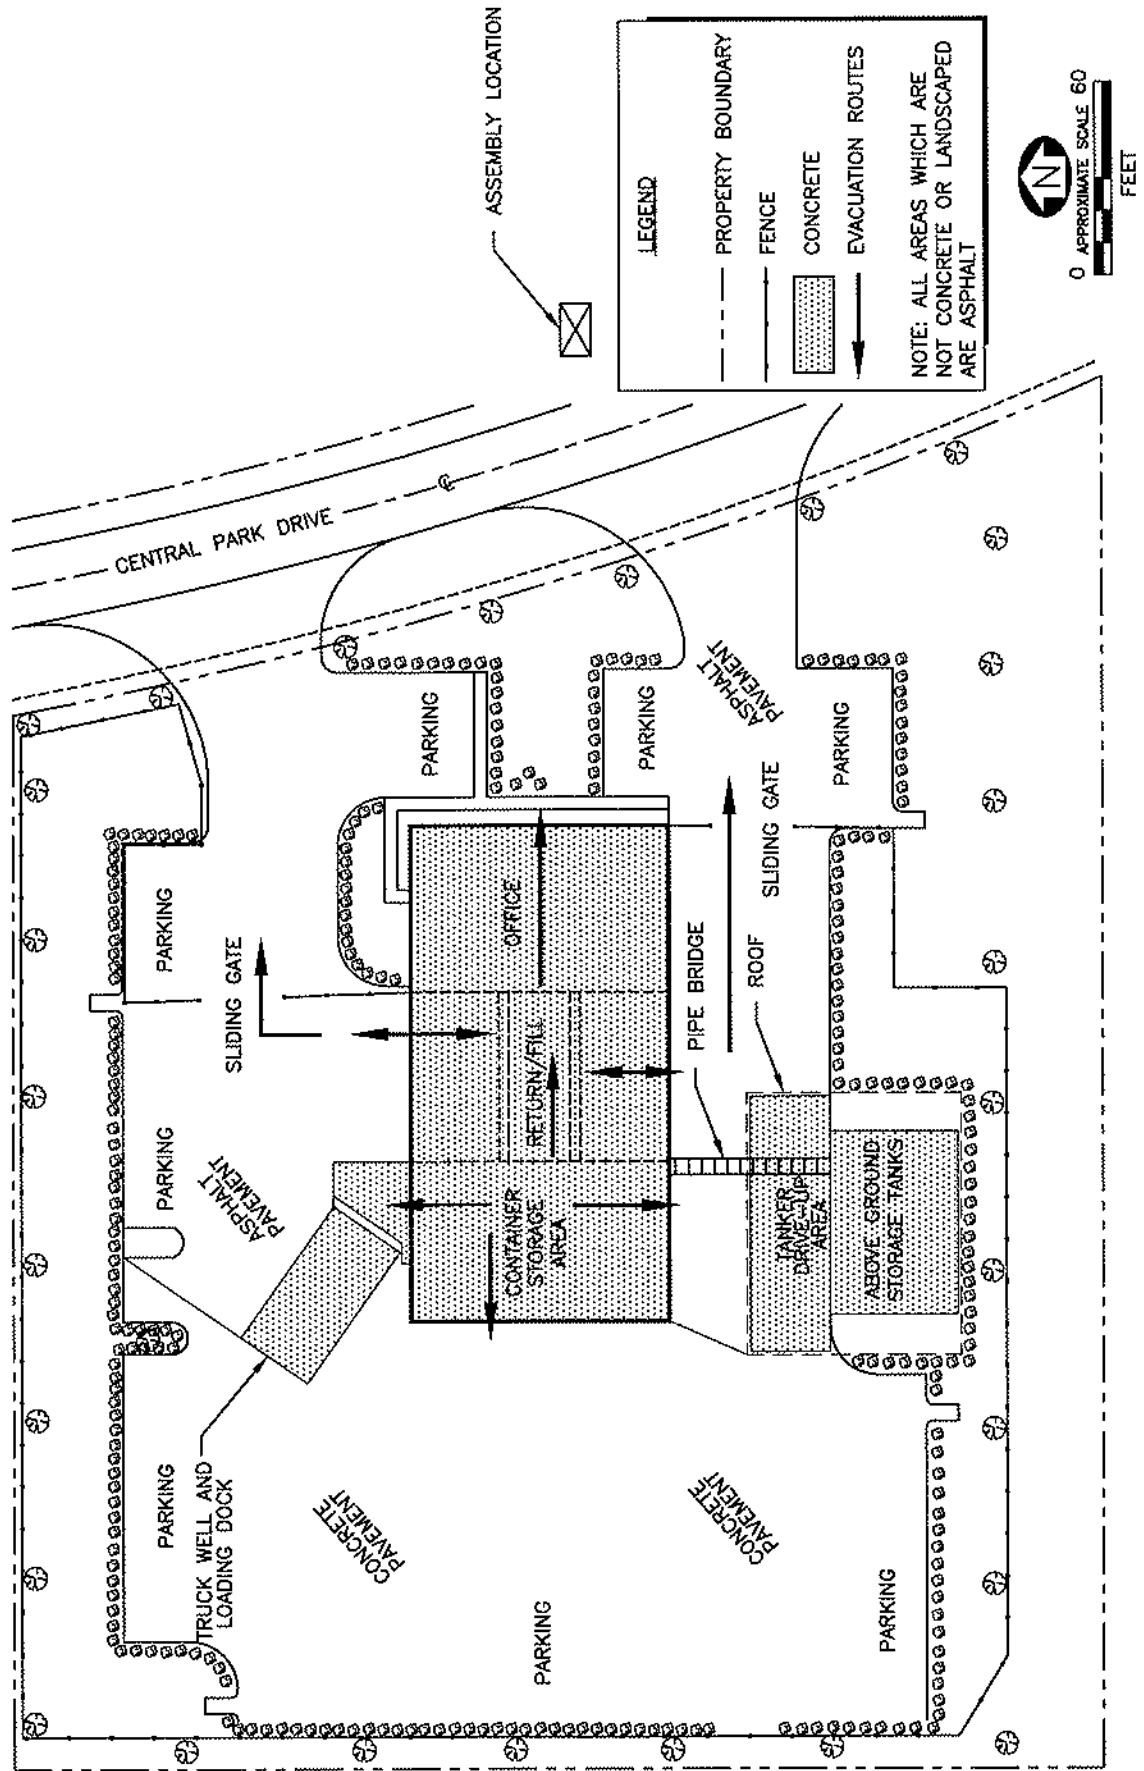 ASSEMBLY LOCATION
CENTRAL PARK DRIVE
℄
LEGEND
PROPERTY BOUNDARY
FENCE
CONCRETE
EVACUATION ROUTES
NOTE: ALL AREAS WHICH ARE
NOT CONCRETE OR LANDSCAPED
ARE ASPHALT
N
0 APPROXIMATE SCALE 60
FEET
TRUCK WELL AND
LOADING DOCK
PARKING
PARKING
PARKING
ASPHALT
PAVEMENT
SLIDING GATE
PARKING
CONCRETE
PAVEMENT
PARKING
CONTAINER
STORAGE
AREA
RETURN/FILL
OFFICE
PARKING
ASPHALT
PAVEMENT
CONCRETE
PAVEMENT
PIPE BRIDGE
ROOF
SLIDING GATE
TANKER
DRIVE-UP
AREA
PARKING
PARKING
ABOVE GROUND
STORAGE TANKS